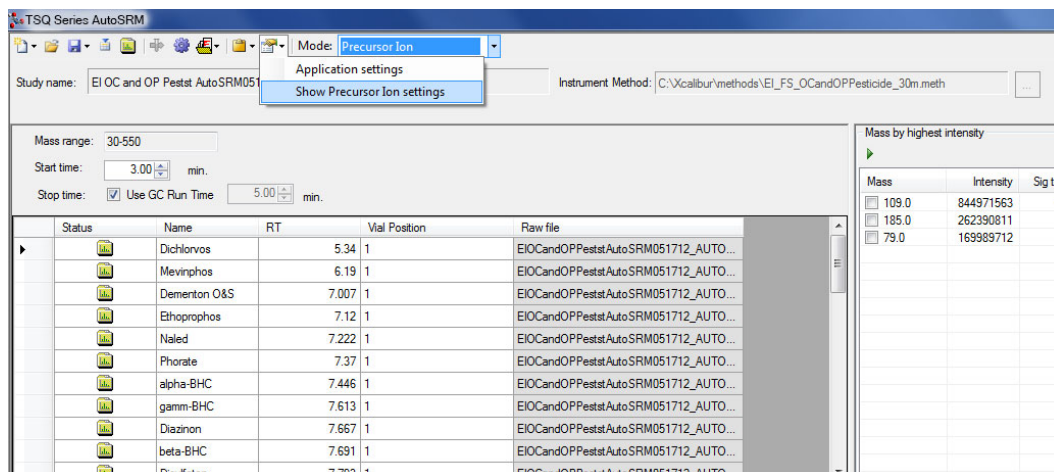 TSQ Series AutoSRM
Mode: Precursor Ion
Application settings
Show Precursor Ion settings
Study name: EI OC and OP Pestst AutoSRM051
Instrument Method: C:\Xcalibur\methods\EI_FS_OCandOPPesticide_30m.meth ...
Mass range: 30-550
Start time: 3.00 min.
Stop time: Use GC Run Time 5.00 min.
Mass by highest intensity
Mass Intensity Sig t
109.0 844971563
185.0 262390811
79.0 169989712
Status Name RT Vial Position Raw file
Dichlorvos 5.34 1 EIOCandOPPeststAutoSRM051712_AUTO...
Mevinphos 6.19 1 EIOCandOPPeststAutoSRM051712_AUTO...
Dementon O&S 7.007 1 EIOCandOPPeststAutoSRM051712_AUTO...
Ethoprophos 7.12 1 EIOCandOPPeststAutoSRM051712_AUTO...
Naled 7.222 1 EIOCandOPPeststAutoSRM051712_AUTO...
Phorate 7.37 1 EIOCandOPPeststAutoSRM051712_AUTO...
alpha-BHC 7.446 1 EIOCandOPPeststAutoSRM051712_AUTO...
gamm-BHC 7.613 1 EIOCandOPPeststAutoSRM051712_AUTO...
Diazinon 7.667 1 EIOCandOPPeststAutoSRM051712_AUTO...
beta-BHC 7.691 1 EIOCandOPPeststAutoSRM051712_AUTO...